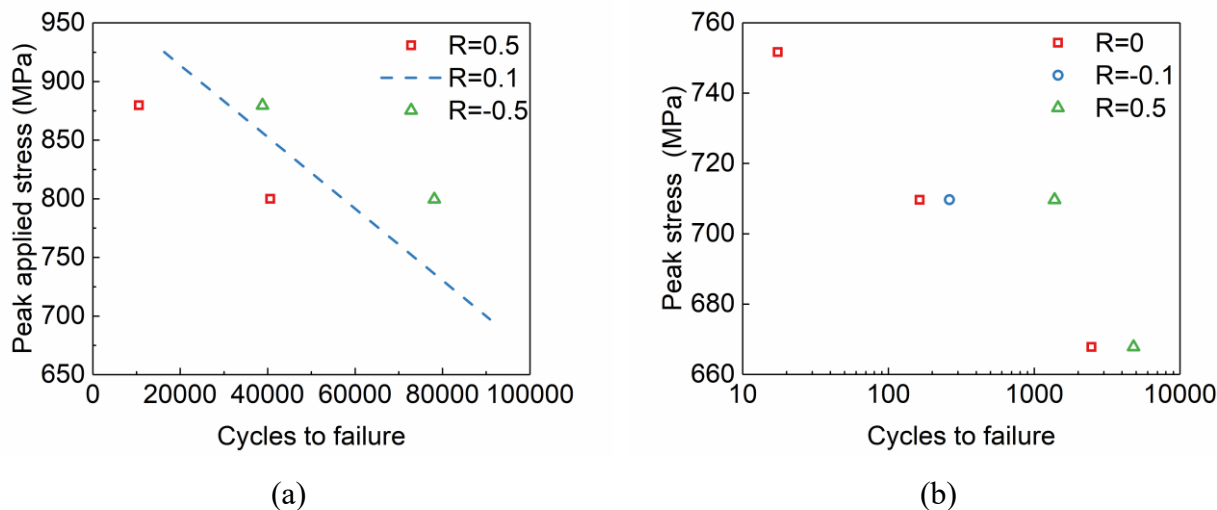 950
900
850
800
750
700
650
Peak applied stress (MPa)
R=0.5
R=0.1
R=-0.5
0 20000 40000 60000 80000 100000
Cycles to failure
(a)
760
740
720
700
680
660
Peak stress (MPa)
R=0
R=-0.1
R=0.5
10 100 1000 10000
Cycles to failure
(b)